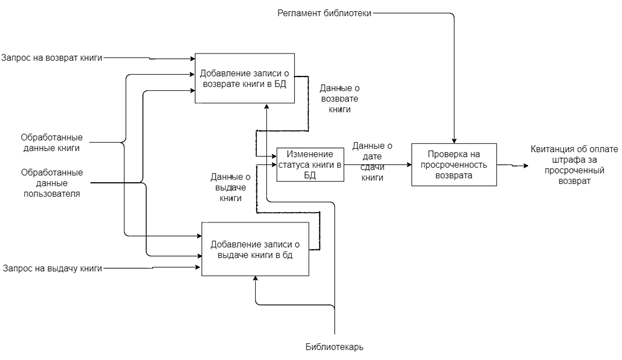 Регламент библиотеки
Запрос на возврат книги
Добавление записи о
возврате книги в БД
Данные о
возврате
книги
Обработанные
данные книги
Изменение
статуса книги в
БД
Данные о
дате
сдачи
книги
Проверка на
просроченность
возврата
Квитанция об оплате
штрафа за
просроченный
возврат
Обработанные
данные
пользователя
Данные о
выдаче
книги
Добавление записи о
выдаче книги в бд
Запрос на выдачу книги
Библиотекарь